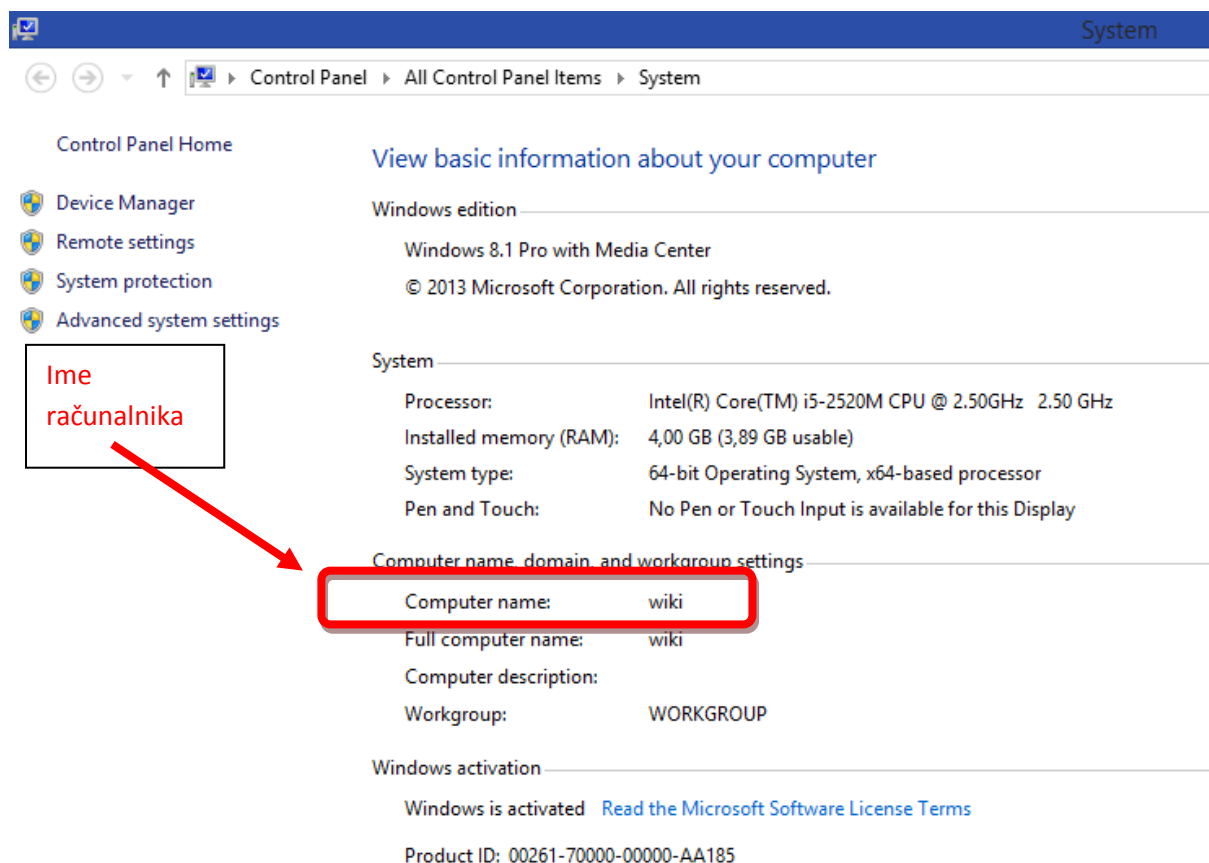 System
Control Panel All Control Panel Items System
Control Panel Home
Device Manager
Remote settings
System protection
Advanced system settings
Ime
računalnika
View basic information about your computer
Windows edition
Windows 8.1 Pro with Media Center
© 2013 Microsoft Corporation. All rights reserved.
System
Processor: Intel(R) Core(TM) i5-2520M CPU @ 2.50GHz 2.50 GHz
Installed memory (RAM): 4,00 GB (3,89 GB usable)
System type: 64-bit Operating System, x64-based processor
Pen and Touch: No Pen or Touch Input is available for this Display
Computer name, domain, and workgroup settings
Computer name: wiki
Full computer name: wiki
Computer description:
Workgroup: WORKGROUP
Windows activation
Windows is activated Read the Microsoft Software License Terms
Product ID: 00261-70000-00000-AA185